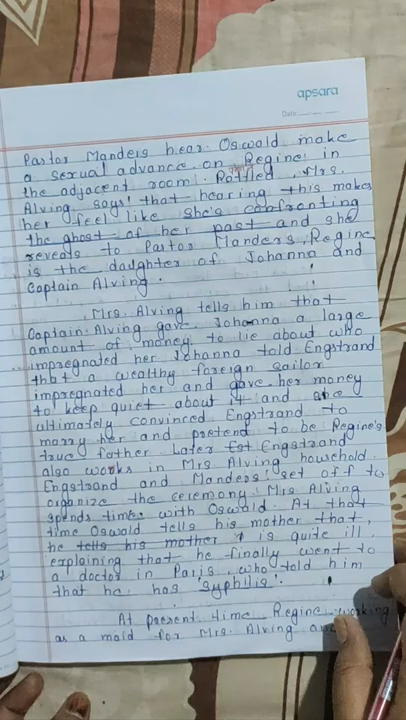 apsara
Date:
Pastor Manders hear Oswald make
a sexual advance on Regine in
the adjacent room. Rattled, Mrs.
Alving says that hearing this makes
her feel like she's confronting
the ghost of her past and she
reveals to Pastor Manders, Regine
is the daughter of Johanna and
Captain Alving.
Mrs. Alving tells him that
Captain Alving gave Johanna a large
amount of money to lie about who
impregnated her Johanna told Engstrand
that a wealthy foreign sailor
impregnated her and gave her money
to keep quiet about it and she
ultimately convinced Engstrand to
marry her and pretend to be Regine's
true father. Later Engstrand
also works in Mrs Alving household.
Engstrand and Manders set off to
organize the ceremony. Mrs Alving
spends time with Oswald. At that
time Oswald tells his mother that,
he tells his mother is quite ill,
explaining that he finally went to
a doctor in Paris, who told him
that he has 'syphilis'.
At present time Regine working
as a maid for Mrs. Alving